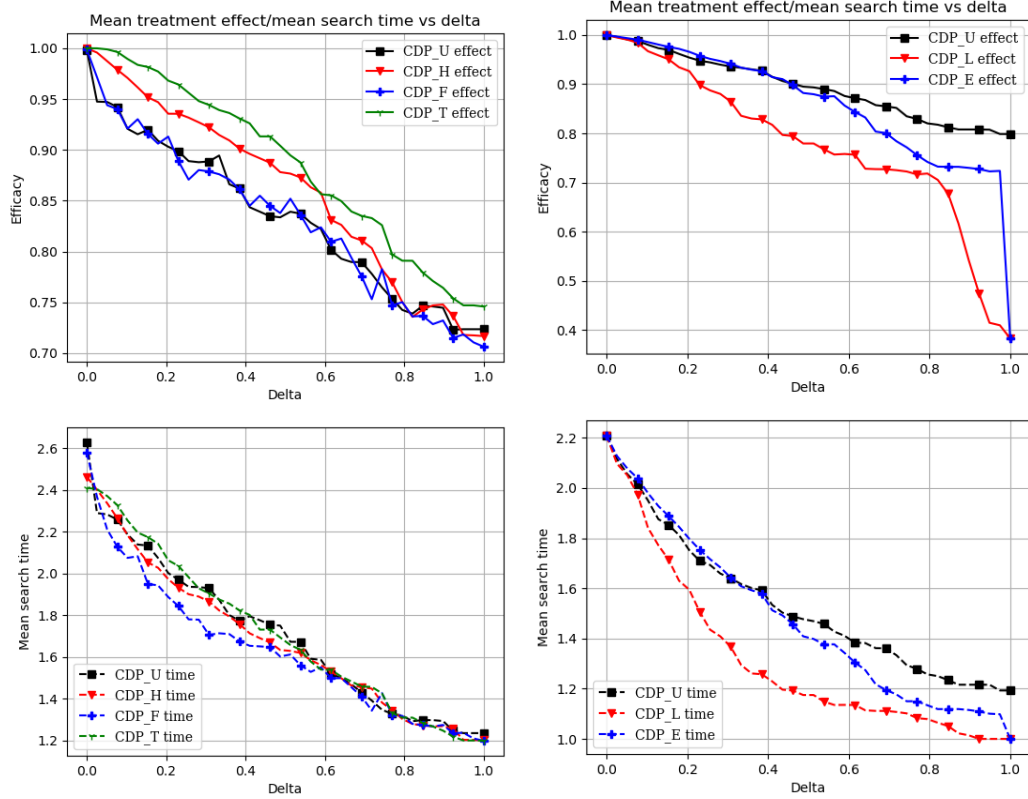 Mean treatment effect/mean search time vs delta
1.00
0.95
0.90
0.85
0.80
0.75
0.70
Efficacy
CDP_U effect
CDP_H effect
CDP_F effect
CDP_T effect
0.0 0.2 0.4 0.6 0.8 1.0
Delta
Mean treatment effect/mean search time vs delta
1.0
0.9
0.8
0.7
0.6
0.5
0.4
Efficacy
CDP_U effect
CDP_L effect
CDP_E effect
0.0 0.2 0.4 0.6 0.8 1.0
Delta
2.6
2.4
2.2
2.0
1.8
1.6
1.4
1.2
Mean search time
CDP_U time
CDP_H time
CDP_F time
CDP_T time
0.0 0.2 0.4 0.6 0.8 1.0
Delta
2.2
2.0
1.8
1.6
1.4
1.2
1.0
Mean search time
CDP_U time
CDP_L time
CDP_E time
0.0 0.2 0.4 0.6 0.8 1.0
Delta